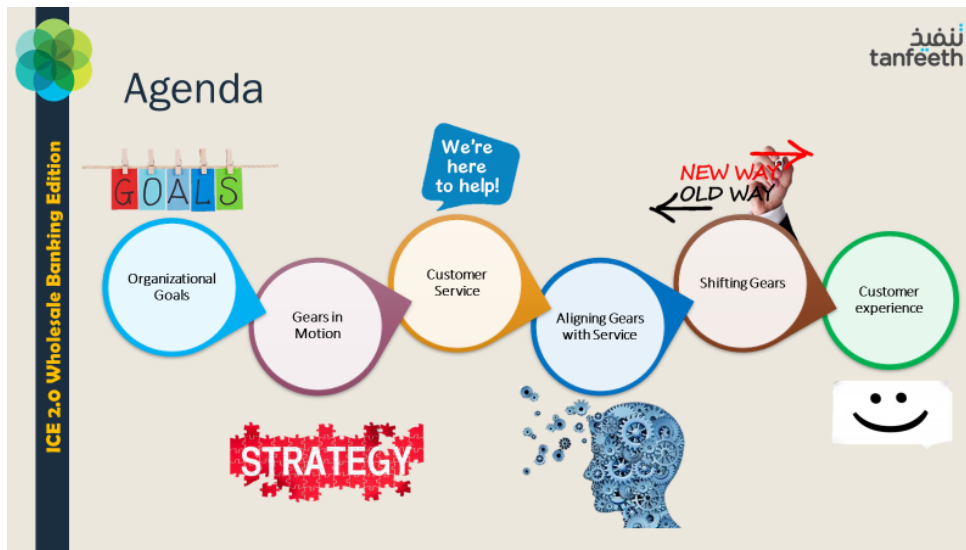 تنفيذ
tanfeeth
Agenda
ICE 2.0 Wholesale Banking Edition
GOALS
We're
here
to help!
NEW WAY
OLD WAY
Organizational
Goals
Gears in
Motion
Customer
Service
Aligning Gears
with Service
Shifting Gears
Customer
experience
STRATEGY